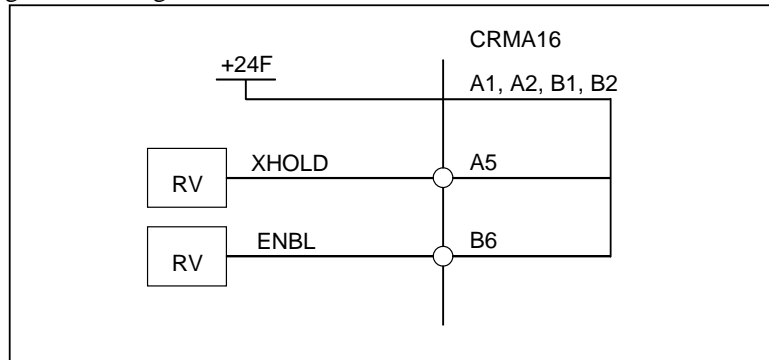 CRMA16
+24F
A1, A2, B1, B2
RV XHOLD A5
RV ENBL B6